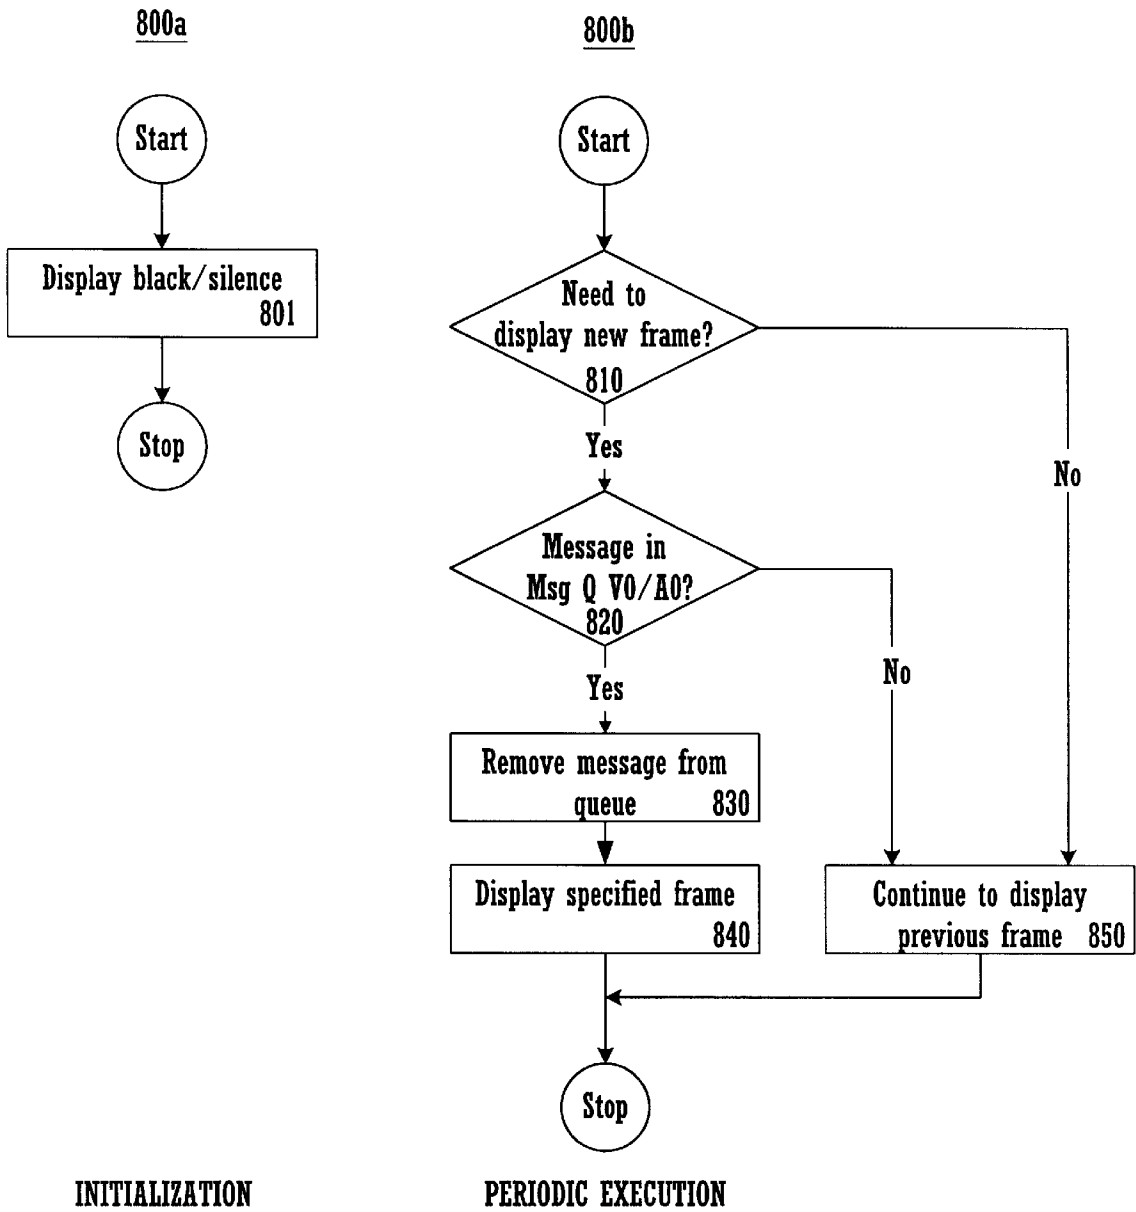 800a
Start
Display black/silence
801
Stop
INITIALIZATION
800b
Start
Need to
display new frame?
810
Yes
No
Message in
Msg Q V0/A0?
820
Yes
No
Remove message from
queue 830
Display specified frame
840
Continue to display
previous frame 850
Stop
PERIODIC EXECUTION